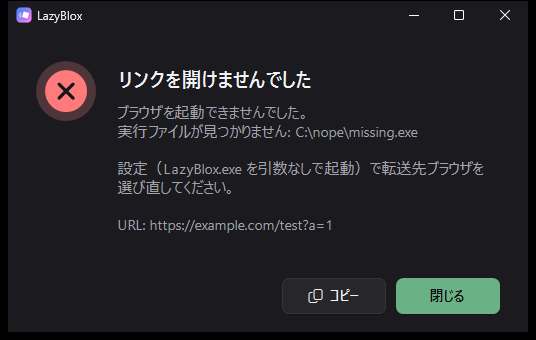 LazyBlox
リンクを開けませんでした
ブラウザを起動できませんでした。
実行ファイルが見つかりません: C:\nope\missing.exe
設定（LazyBlox.exe を引数なしで起動）で転送先ブラウザを
選び直してください。
URL: https://example.com/test?a=1
コピー
閉じる